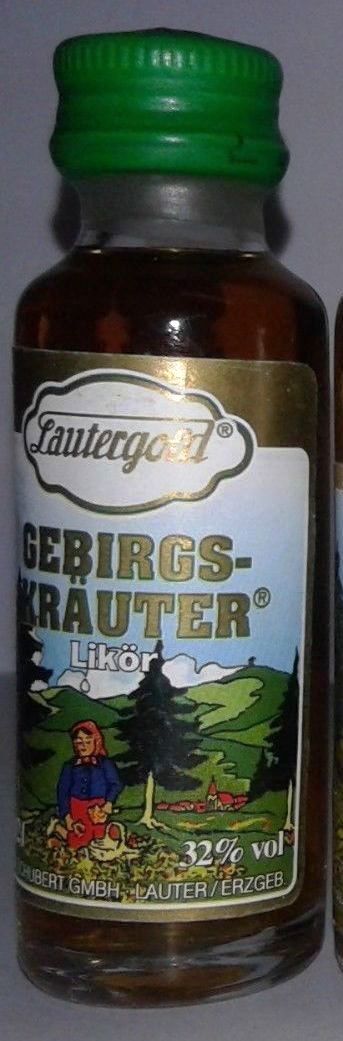 Lautergold®
GEBIRGS-
KRÄUTER®
Likör
32% vol
GMBH · LAUTER / ERZGEB.